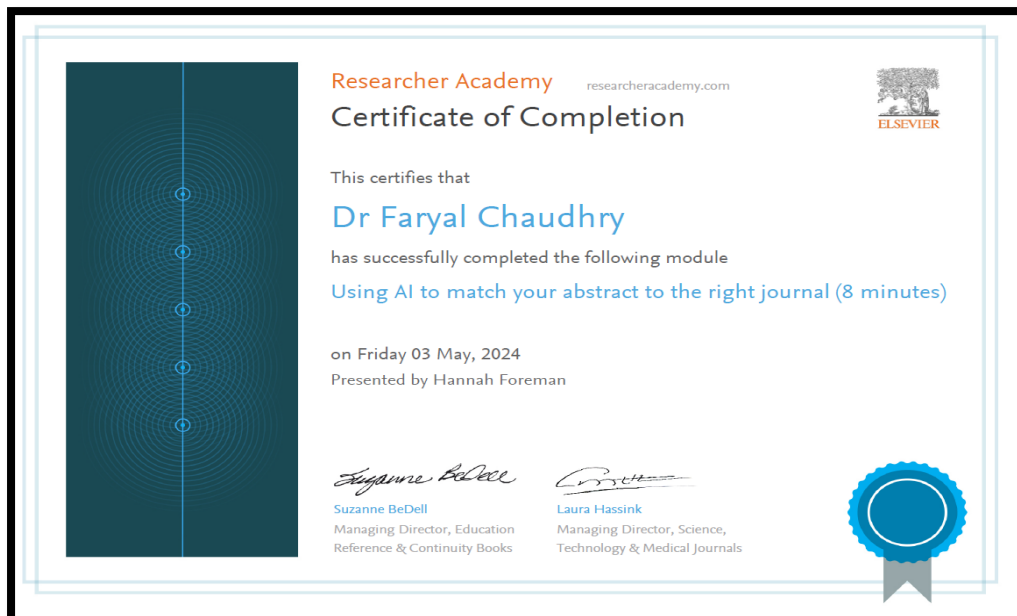 Researcher Academy researcheracademy.com
Certificate of Completion
ELSEVIER
This certifies that
Dr Faryal Chaudhry
has successfully completed the following module
Using AI to match your abstract to the right journal (8 minutes)
on Friday 03 May, 2024
Presented by Hannah Foreman
Suzanne BeDell
Suzanne BeDell
Managing Director, Education
Reference & Continuity Books
Laura Hassink
Managing Director, Science,
Technology & Medical Journals